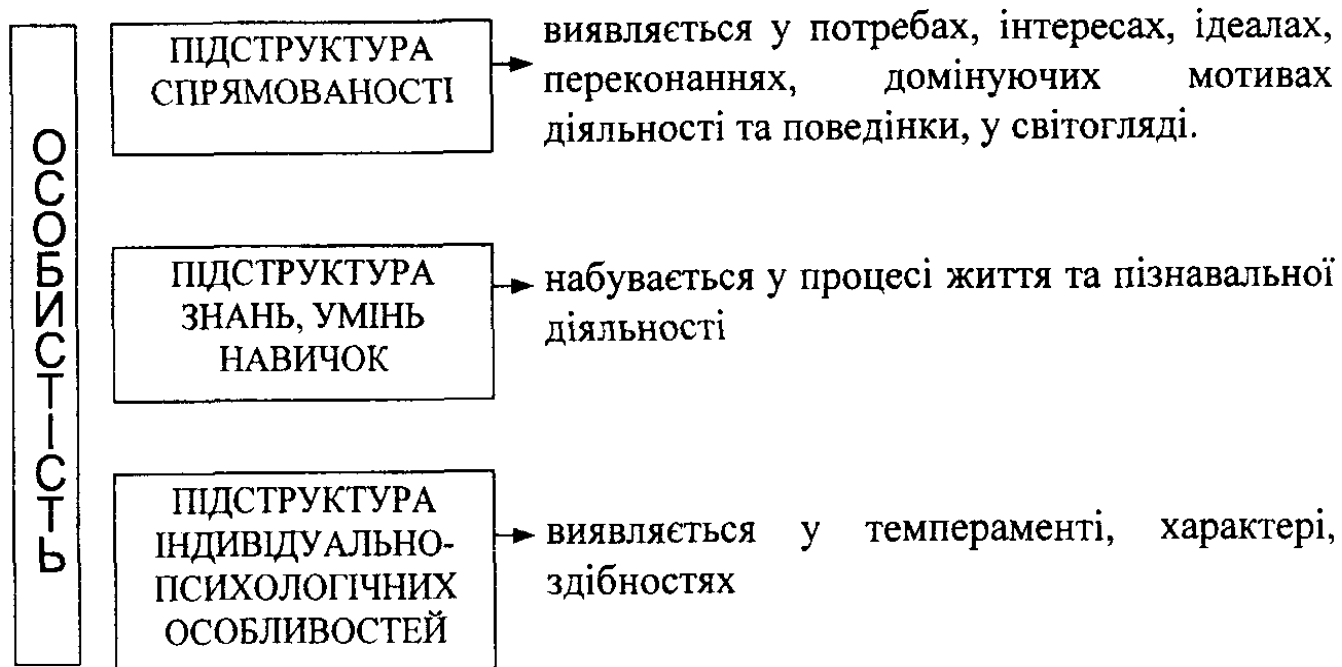 ОСОБИСТІСТЬ
ПІДСТРУКТУРА
СПРЯМОВАНОСТІ
виявляється у потребах, інтересах, ідеалах,
переконаннях, домінуючих мотивах
діяльності та поведінки, у світогляді.
ПІДСТРУКТУРА
ЗНАНЬ, УМІНЬ
НАВИЧОК
набувається у процесі життя та пізнавальної
діяльності
ПІДСТРУКТУРА
ІНДИВІДУАЛЬНО-
ПСИХОЛОГІЧНИХ
ОСОБЛИВОСТЕЙ
виявляється у темпераменті, характері,
здібностях